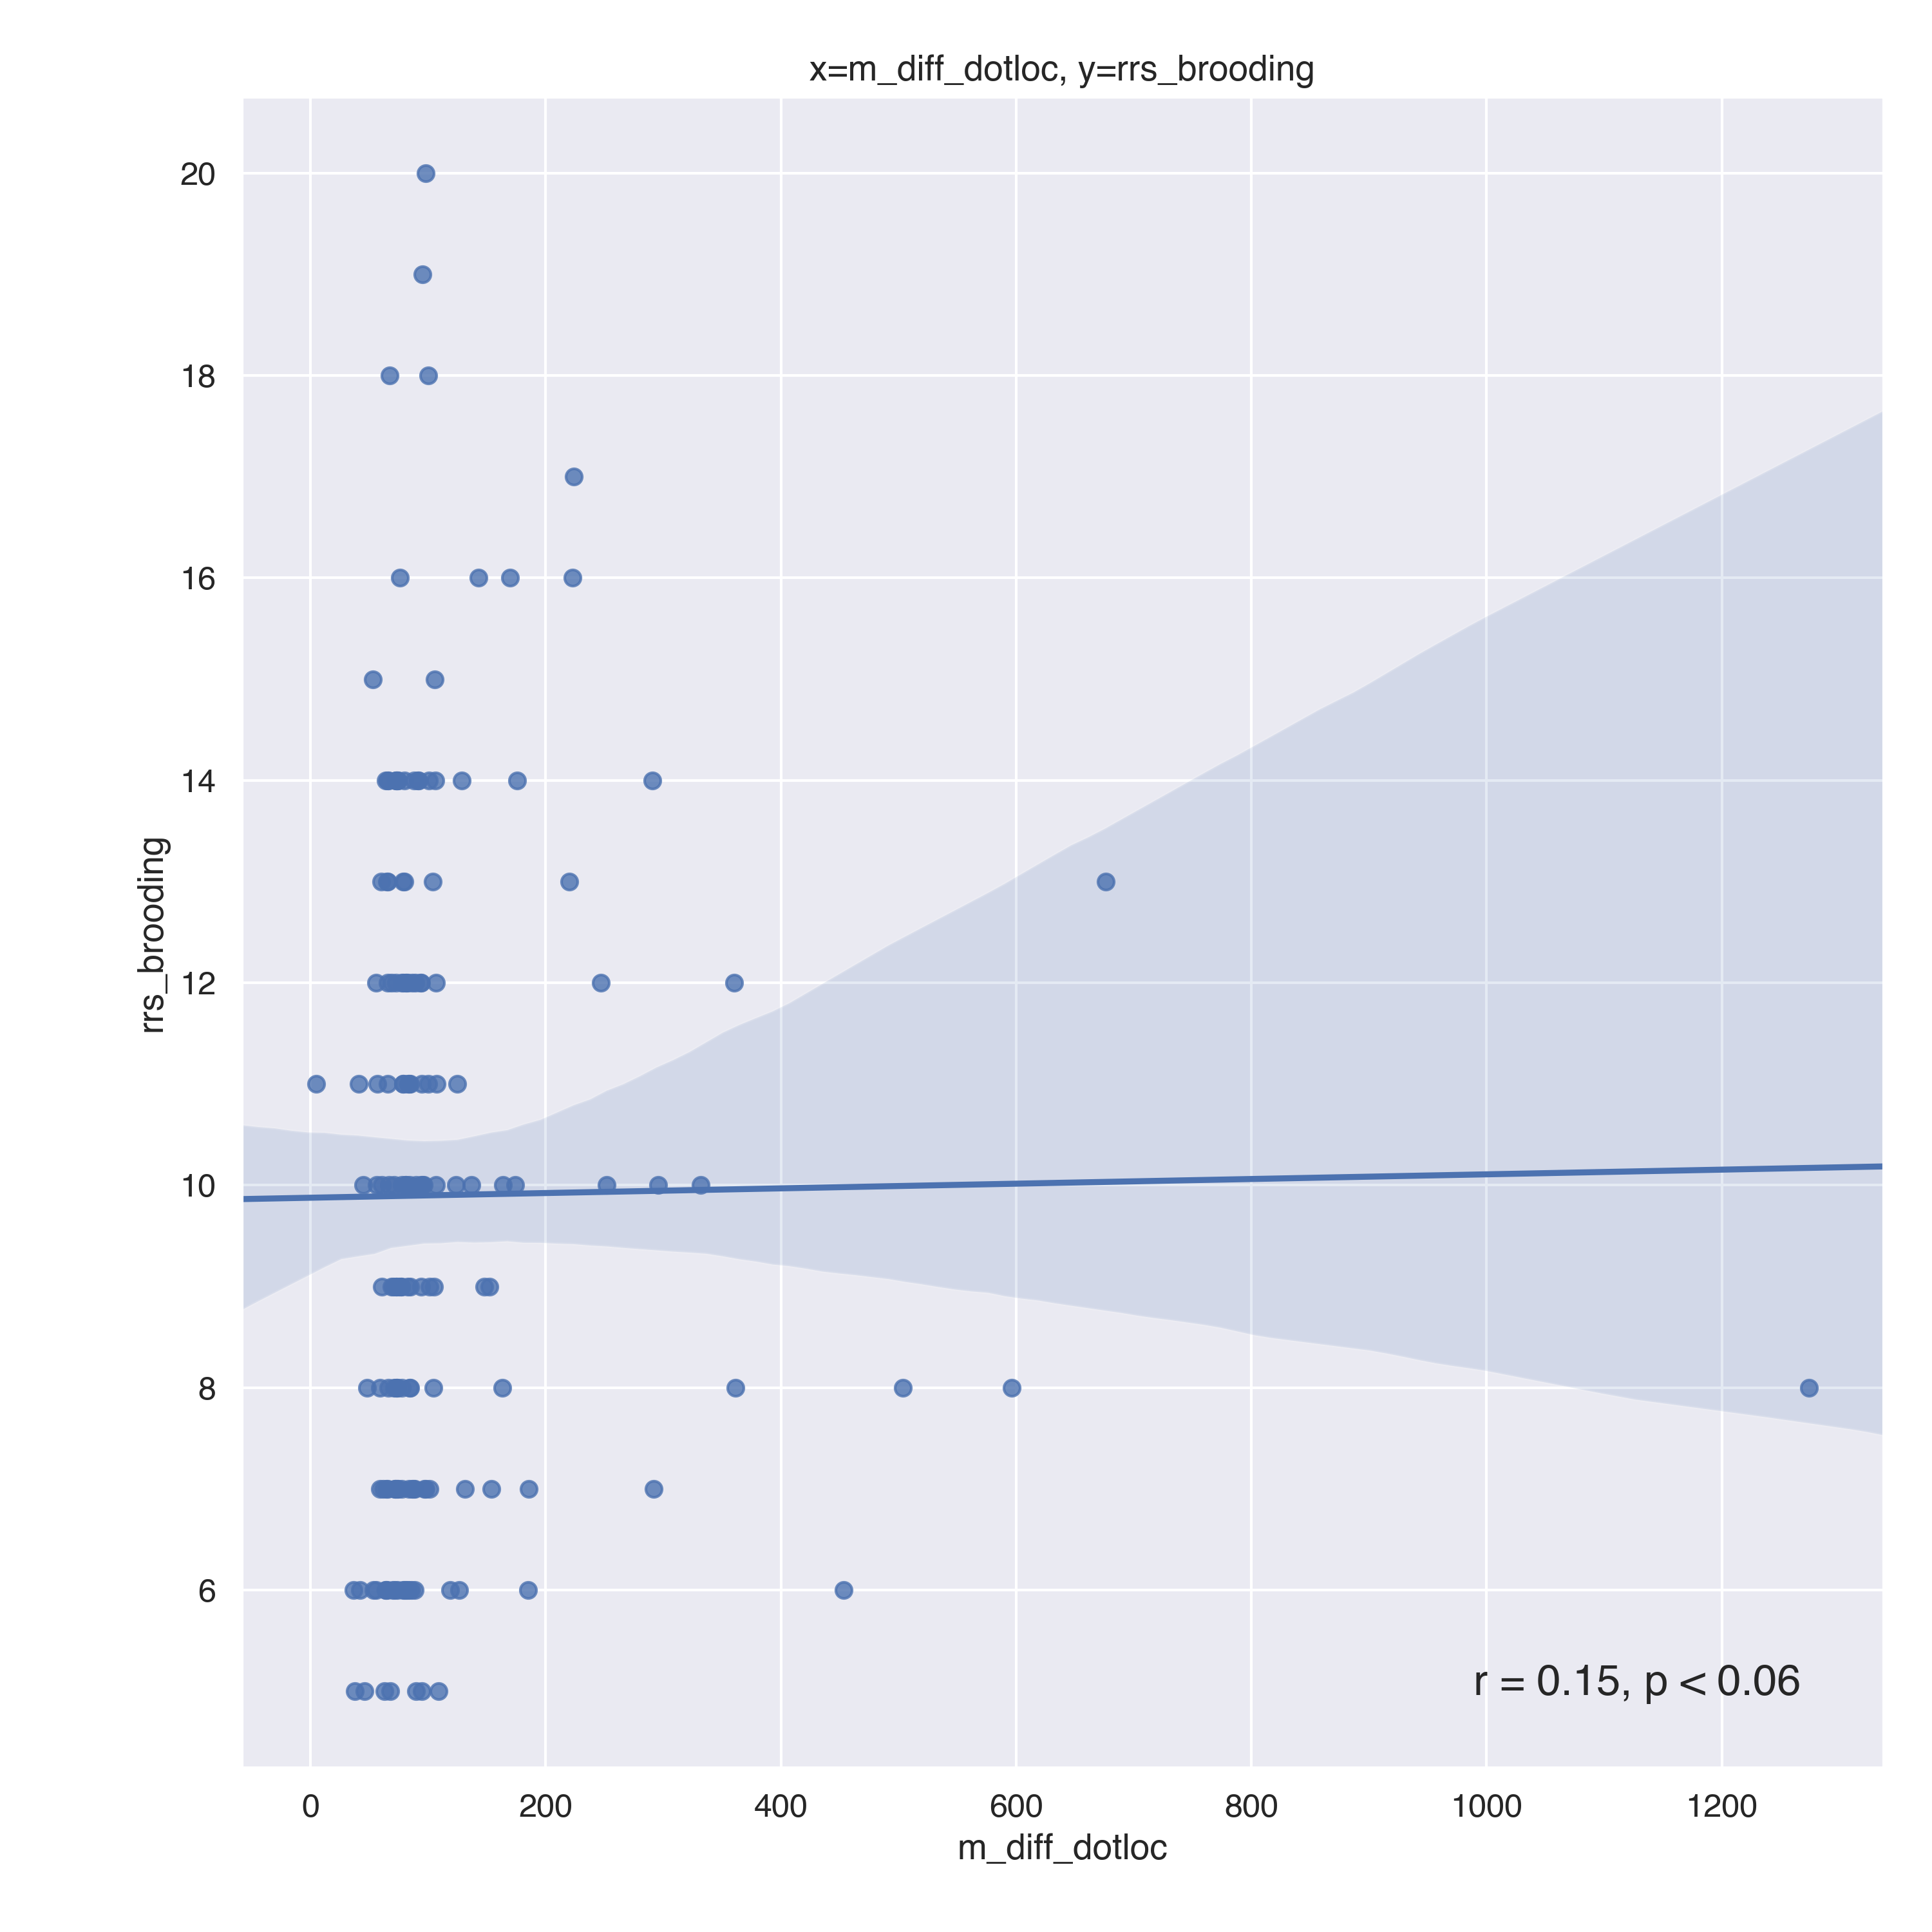 x=m_diff_dotloc, y=rrs_brooding
20
18
16
14
12
10
8
6
rrs_brooding
r = 0.15, p < 0.06
0 200 400 600 800 1000 1200
m_diff_dotloc